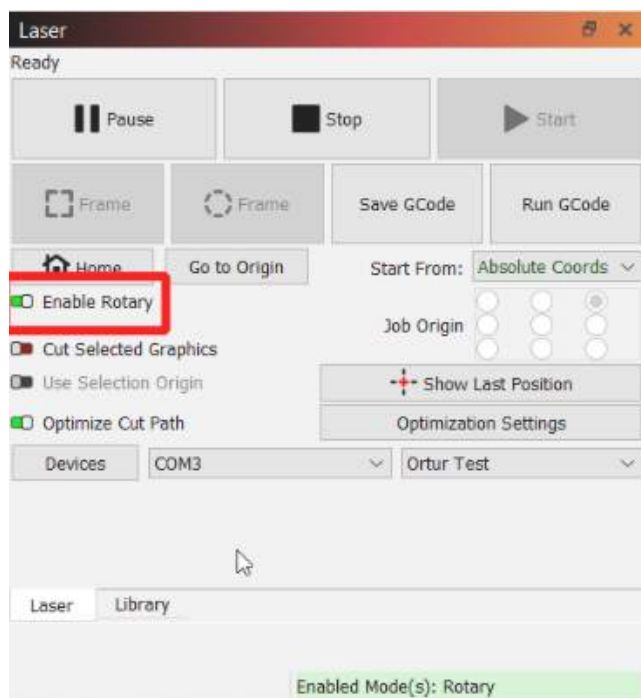 Laser
Ready
Pause
Stop
Start
Frame
Frame
Save GCode
Run GCode
Home
Go to Origin
Start From:
Absolute Coords
Enable Rotary
Job Origin
Cut Selected Graphics
Use Selection Origin
Show Last Position
Optimize Cut Path
Optimization Settings
Devices
COM3
Ortur Test
Laser
Library
Enabled Mode(s): Rotary